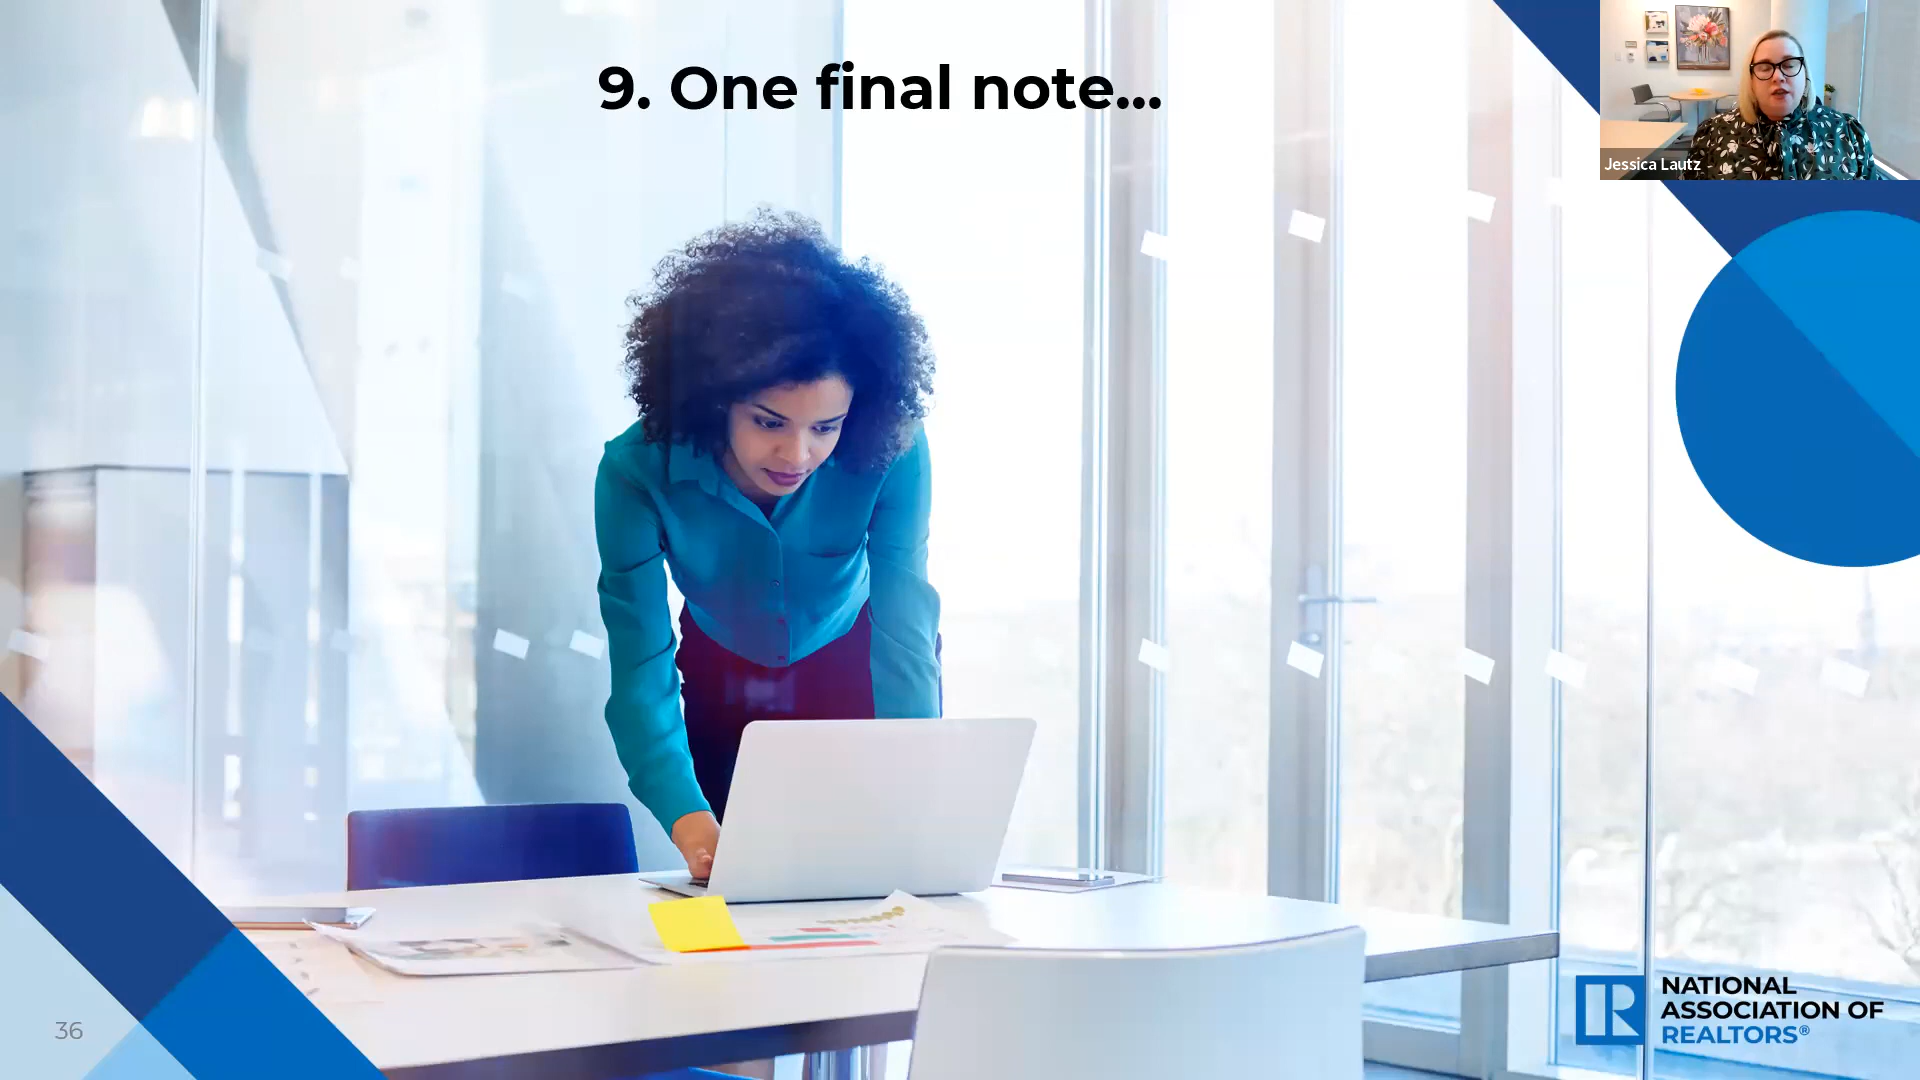 9. One final note...
Jessica Lautz
NATIONAL
ASSOCIATION OF
REALTORS®
36